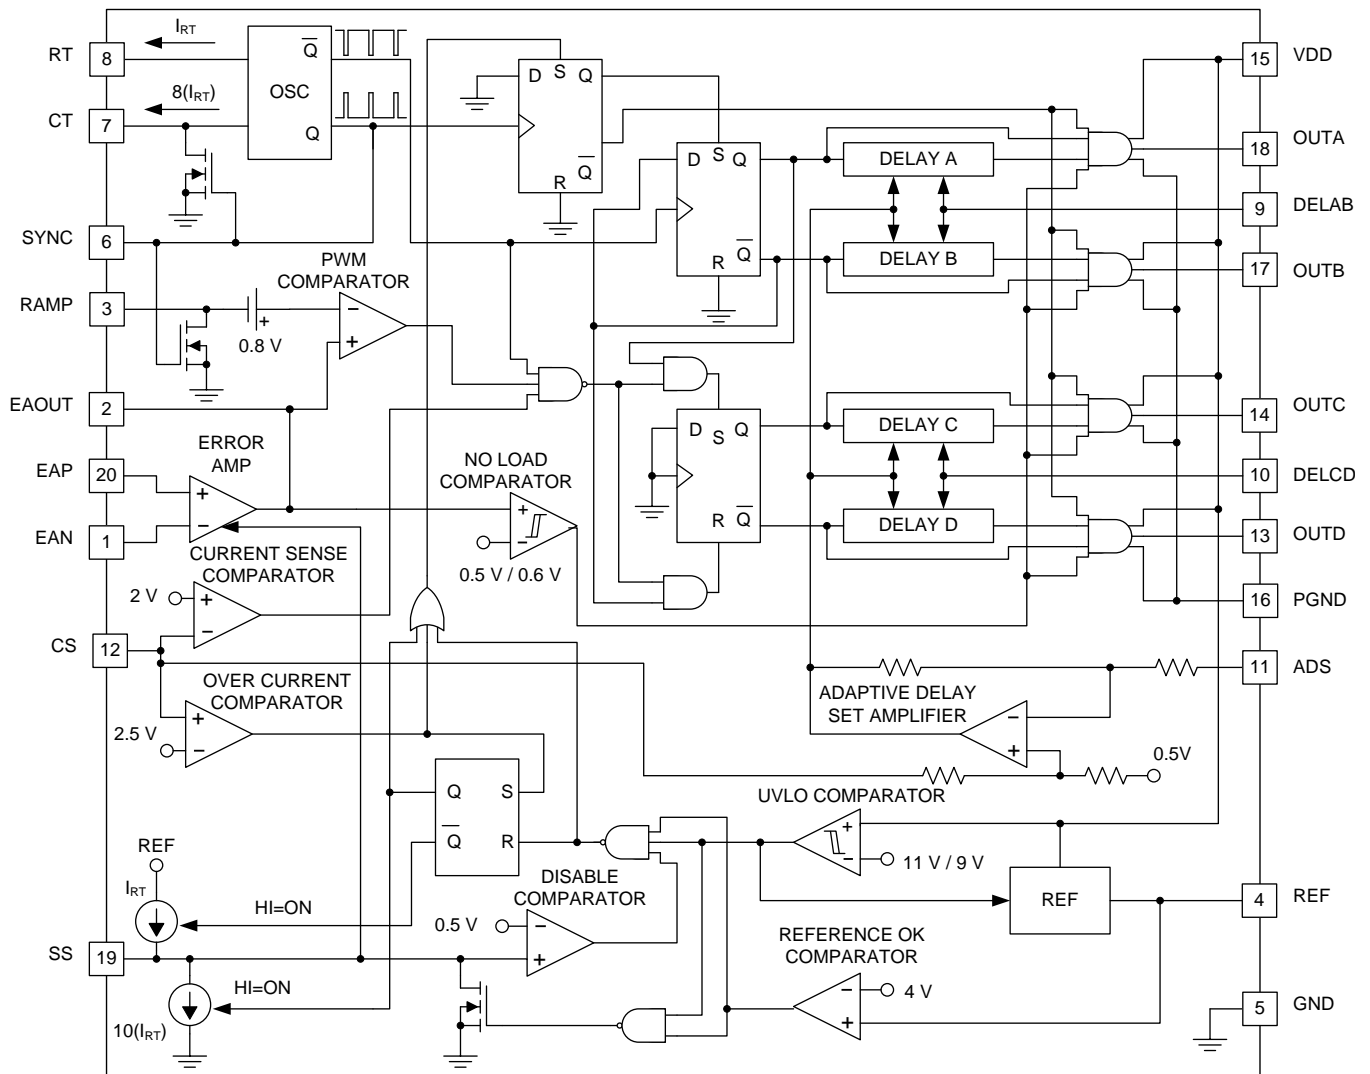 I_RT
RT
8
Q̅
OSC
8(I_RT)
CT
7
Q
D
S
Q
Q̅
R
D
S
Q
Q̅
R
DELAY A
DELAY B
15
VDD
18
OUTA
9
DELAB
17
OUTB
SYNC
6
PWM
COMPARATOR
RAMP
3
−
+
+
0.8 V
EAOUT
2
D
S
Q
R
Q̅
DELAY C
DELAY D
14
OUTC
10
DELCD
13
OUTD
16
PGND
ERROR
AMP
EAP
20
+
−
EAN
1
NO LOAD
COMPARATOR
+
−
0.5 V / 0.6 V
CURRENT SENSE
COMPARATOR
2 V
+
−
CS
12
OVER CURRENT
COMPARATOR
+
−
2.5 V
11
ADS
ADAPTIVE DELAY
SET AMPLIFIER
−
+
0.5V
Q
S
Q̅
R
UVLO COMPARATOR
+
−
11 V / 9 V
REF
4
REF
REF
I_RT
HI=ON
DISABLE
COMPARATOR
0.5 V
−
+
SS
19
HI=ON
10(I_RT)
REFERENCE OK
COMPARATOR
−
4 V
+
5
GND